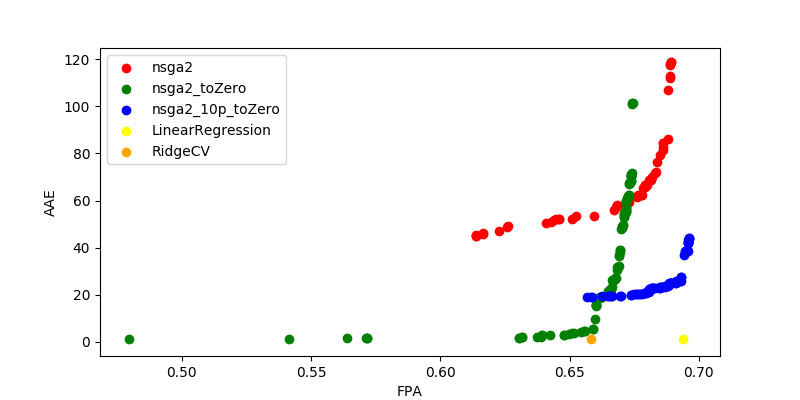 120
100
80
60
40
20
0
AAE
nsga2
nsga2_toZero
nsga2_10p_toZero
LinearRegression
RidgeCV
0.50 0.55 0.60 0.65 0.70
FPA